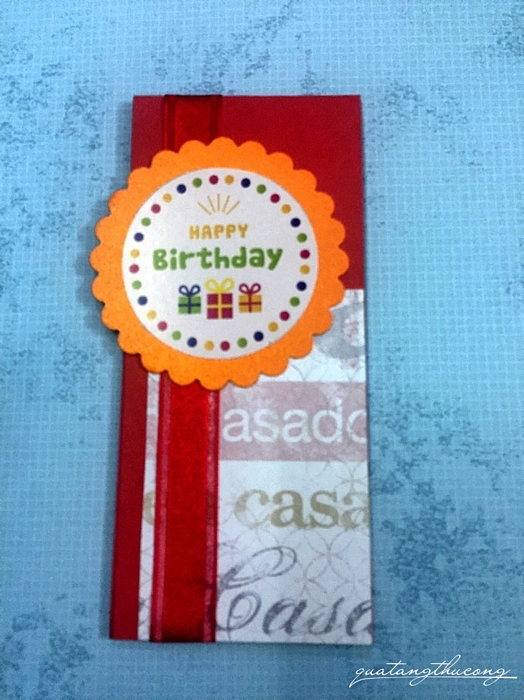 HAPPY
Birthday
asado
casa
Casa
quatangthucong